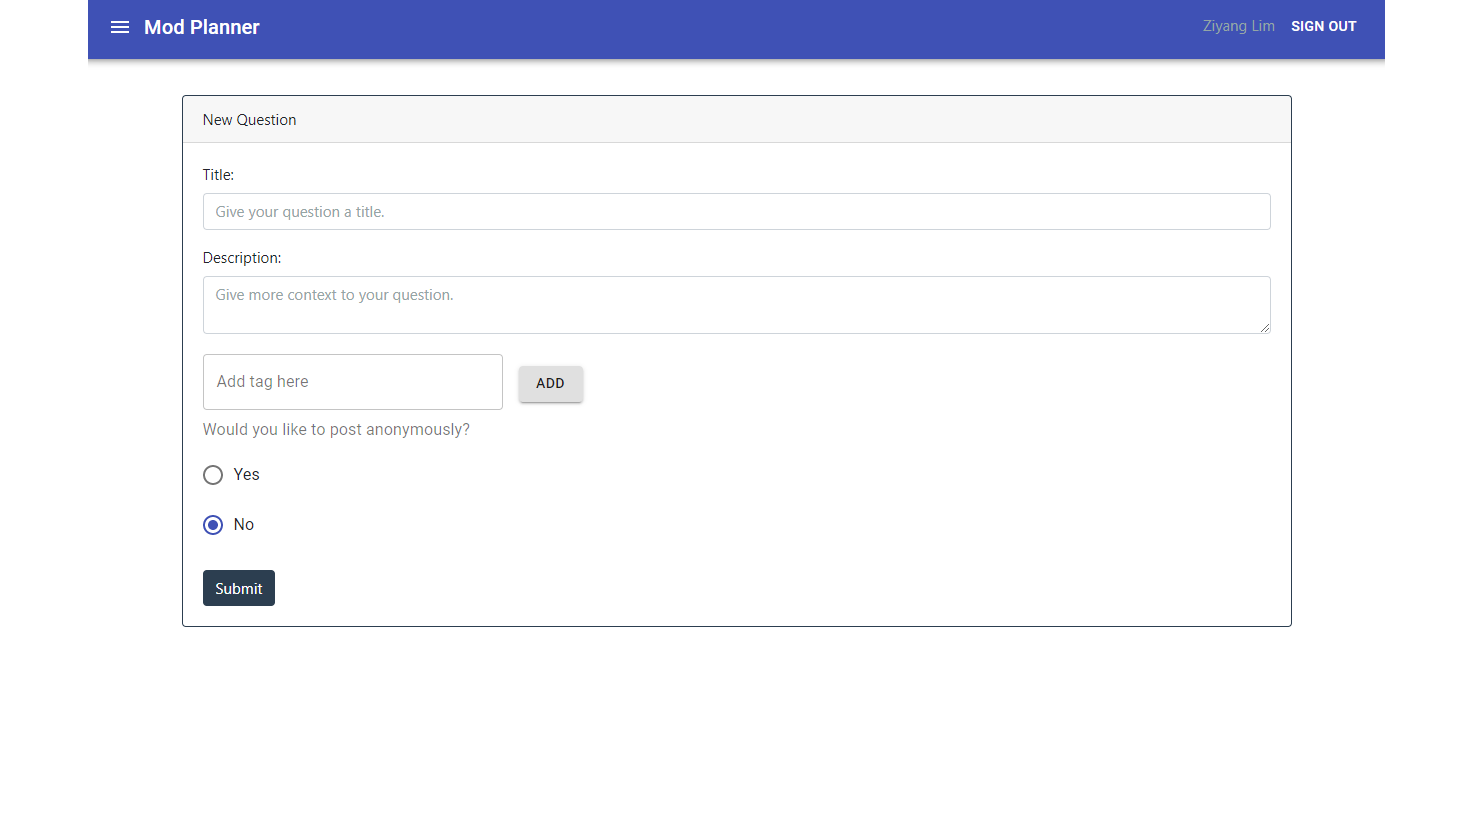 Mod Planner
Ziyang Lim SIGN OUT
New Question
Title:
Give your question a title.
Description:
Give more context to your question.
Add tag here
ADD
Would you like to post anonymously?
Yes
No
Submit